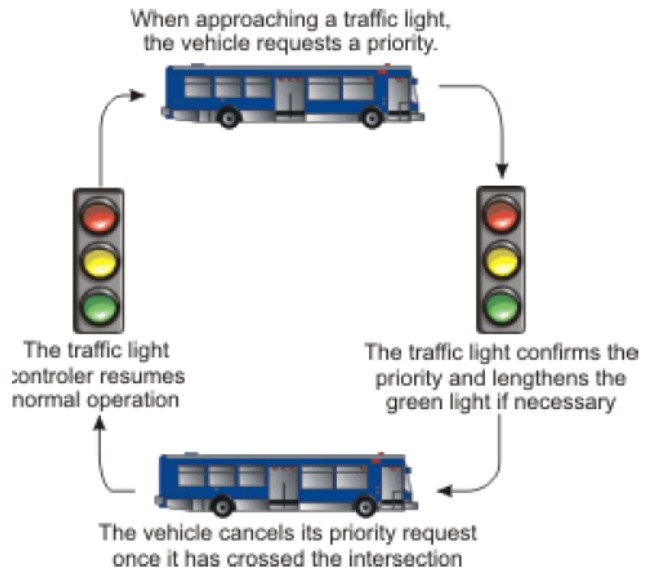 When approaching a traffic light,
the vehicle requests a priority.
The traffic light confirms the
priority and lengthens the
green light if necessary
The vehicle cancels its priority request
once it has crossed the intersection
The traffic light
controler resumes
normal operation